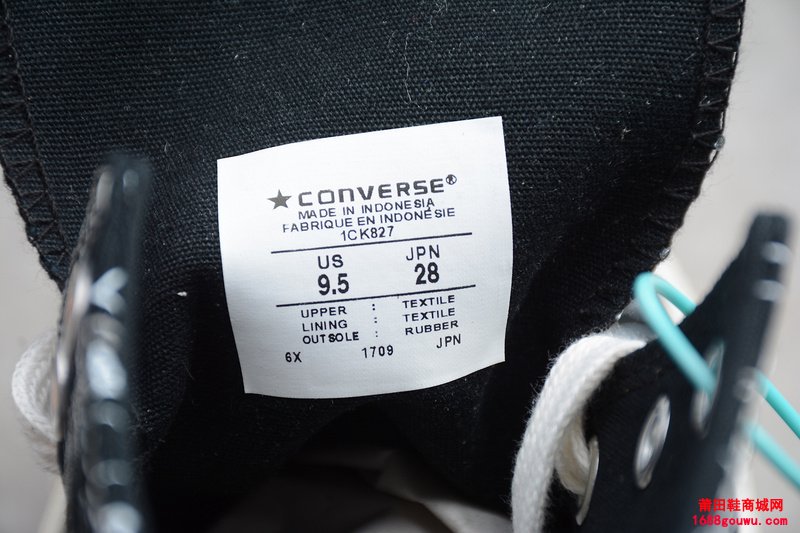 ★CONVERSE®
MADE IN INDONESIA
FABRIQUE EN INDONÉSIE
1CK827
US JPN
9.5 28
UPPER : TEXTILE
LINING : TEXTILE
OUTSOLE : RUBBER
6X 1709 JPN
莆田鞋商城网
1688gouwu.com